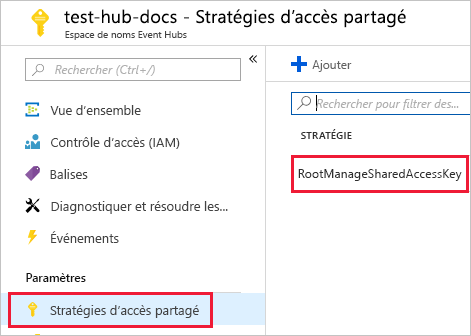 test-hub-docs - Stratégies d'accès partagé
Espace de noms Event Hubs
Rechercher (Ctrl+/)
«
Vue d'ensemble
Contrôle d'accès (IAM)
Balises
Diagnostiquer et résoudre les...
Événements
Paramètres
Stratégies d'accès partagé
Ajouter
Rechercher pour filtrer des...
STRATÉGIE
RootManageSharedAccessKey